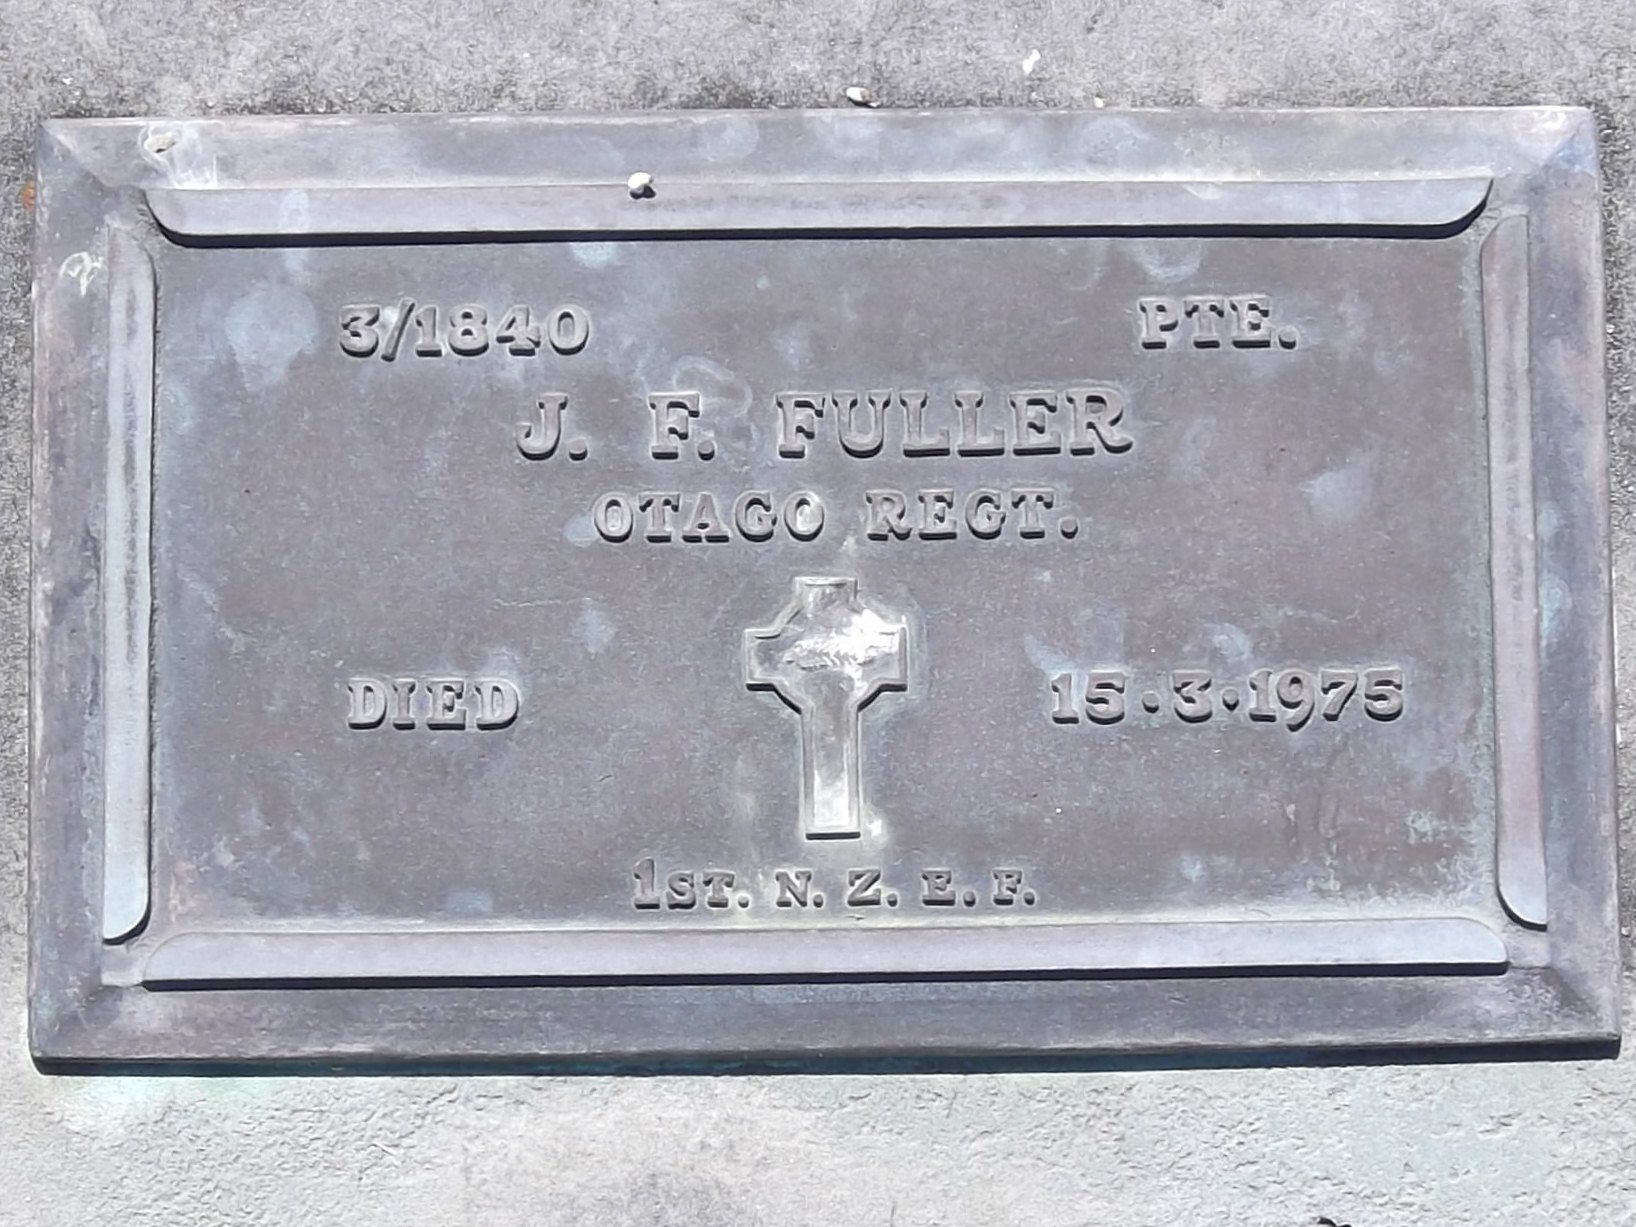 3/1840 PTE.
J. F. FULLER
OTAGO REGT.
DIED 15·3·1975
1ST. N. Z. E. F.